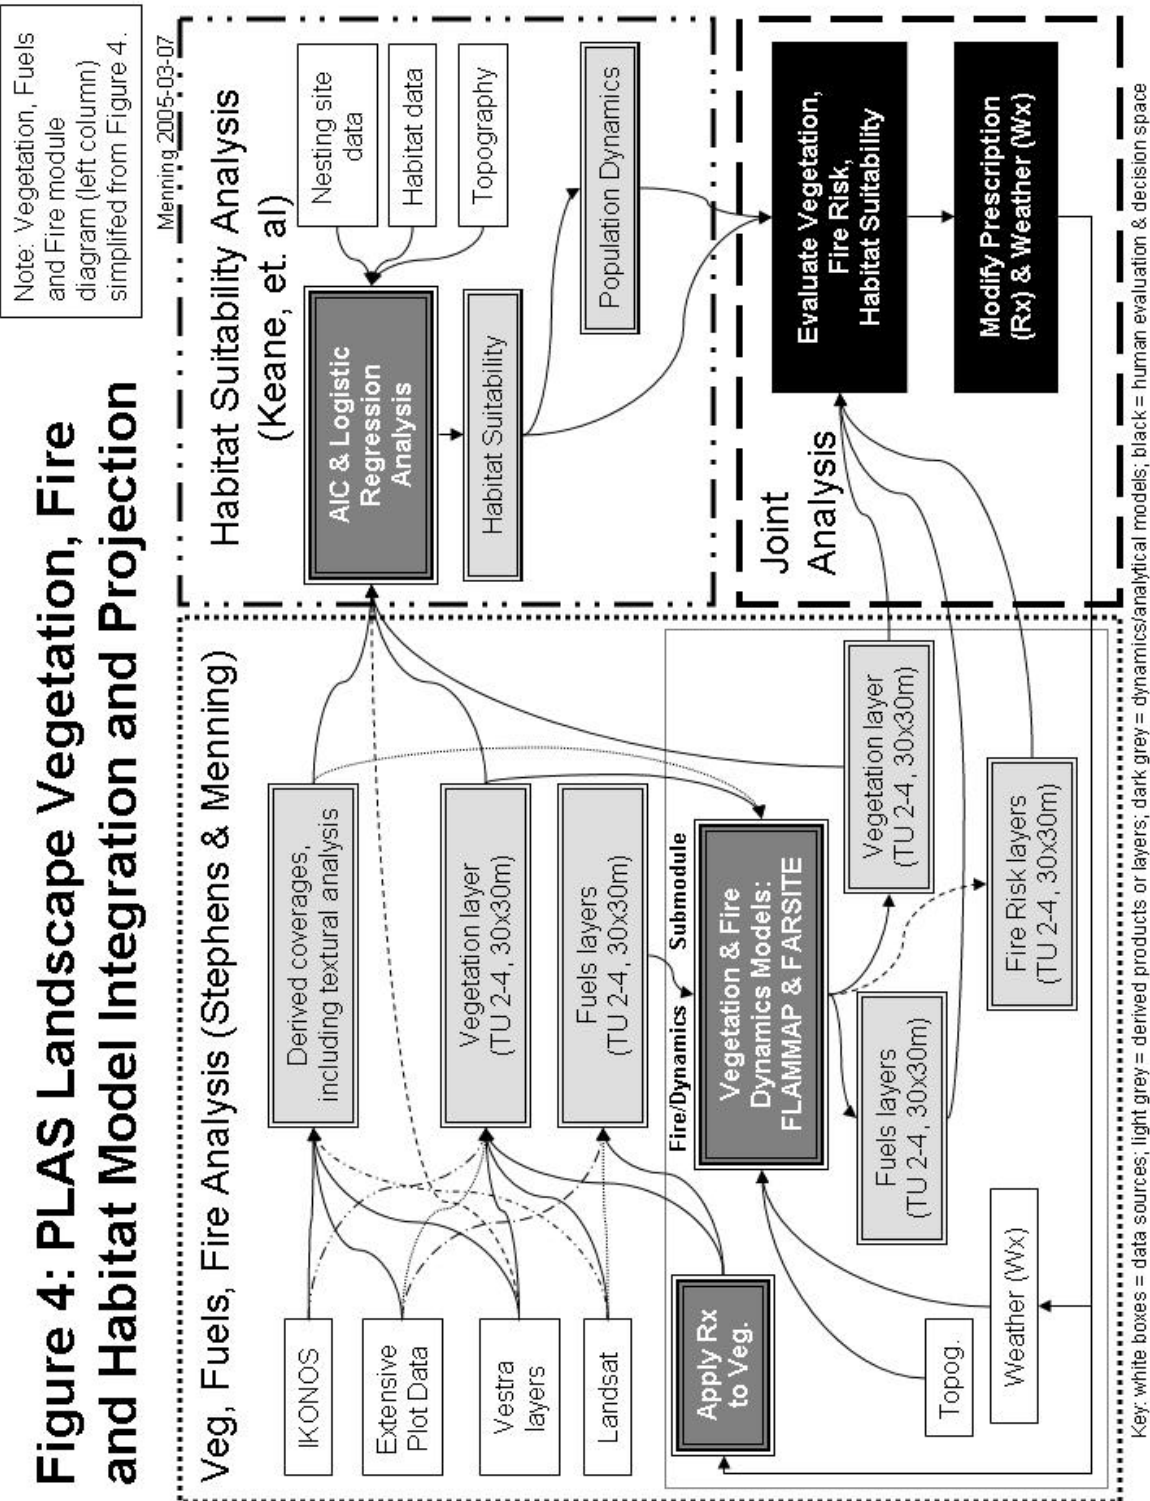 Figure 4: PLAS Landscape Vegetation, Fire
and Habitat Model Integration and Projection
Note: Vegetation, Fuels
and Fire module
diagram (left column)
simplifed from Figure 4.
Menning 2005-03-07
Veg, Fuels, Fire Analysis (Stephens & Menning)
IKONOS
Extensive
Plot Data
Vestra
layers
Landsat
Derived coverages,
including textural analysis
Vegetation layer
(TU 2-4, 30x30m)
Fuels layers
(TU 2-4, 30x30m)
Fire/Dynamics Submodule
Apply Rx
to Veg.
Vegetation & Fire
Dynamics Models:
FLAMMAP & FARSITE
Vegetation layer
(TU 2-4, 30x30m)
Fuels layers
(TU 2-4, 30x30m)
Fire Risk layers
(TU 2-4, 30x30m)
Topog.
Weather (Wx)
Habitat Suitability Analysis
(Keane, et. al)
Nesting site
data
Habitat data
Topography
AIC & Logistic
Regression
Analysis
Habitat Suitability
Population Dynamics
Joint
Analysis
Evaluate Vegetation,
Fire Risk,
Habitat Suitability
Modify Prescription
(Rx) & Weather (Wx)
Key: white boxes = data sources; light grey = derived products or layers; dark grey = dynamics/analytical models; black = human evaluation & decision space